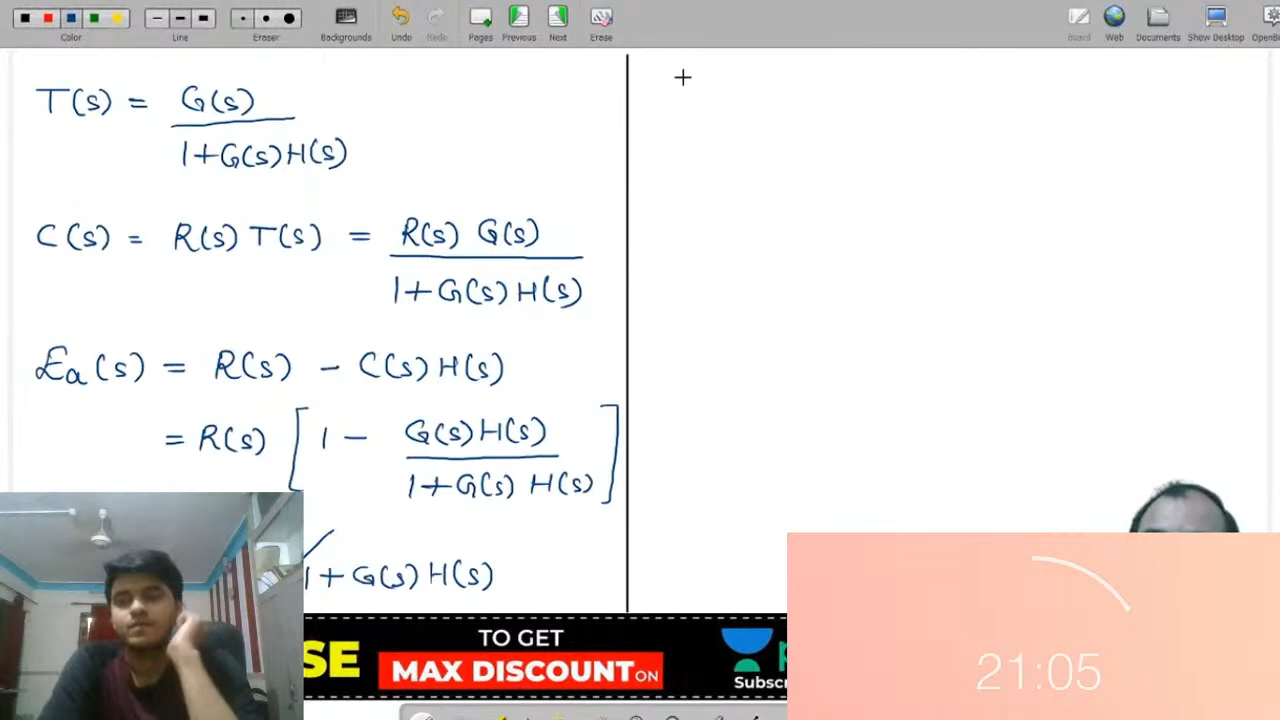 Color Line Eraser Backgrounds Undo Redo Pages Previous Next Erase Board Web Documents Show Desktop
T(s) = G(s)
1+G(s)H(s)
C(s) = R(s) T(s) = R(s) G(s)
1+G(s)H(s)
Ea(s) = R(s) - C(s)H(s)
= R(s) [ 1 - G(s)H(s)
1+G(s) H(s) ]
1+G(s)H(s)
TO GET
MAX DISCOUNT ON
21:05